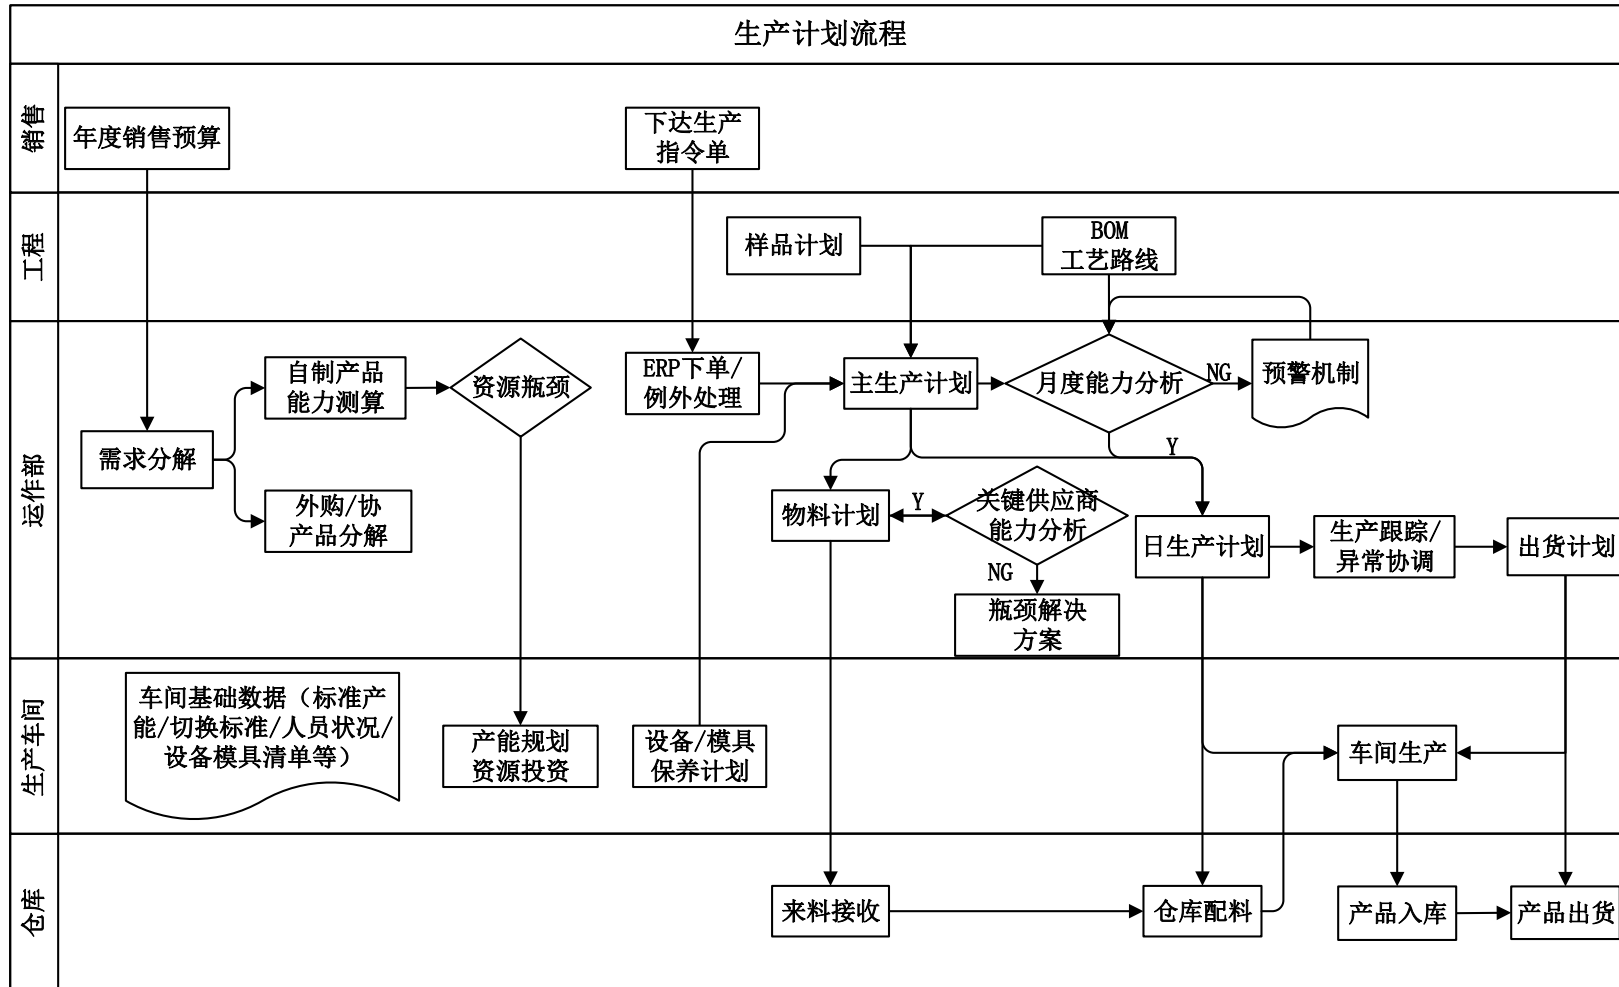 生产计划流程
销售
年度销售预算
下达生产
指令单
工程
样品计划
BOM
工艺路线
运作部
自制产品
能力测算
资源瓶颈
ERP下单/
例外处理
主生产计划
月度能力分析
NG
预警机制
需求分解
Y
外购/协
产品分解
物料计划
Y
关键供应商
能力分析
日生产计划
生产跟踪/
异常协调
出货计划
NG
瓶颈解决
方案
生产车间
车间基础数据（标准产
能/切换标准/人员状况/
设备模具清单等）
产能规划
资源投资
设备/模具
保养计划
车间生产
仓库
来料接收
仓库配料
产品入库
产品出货